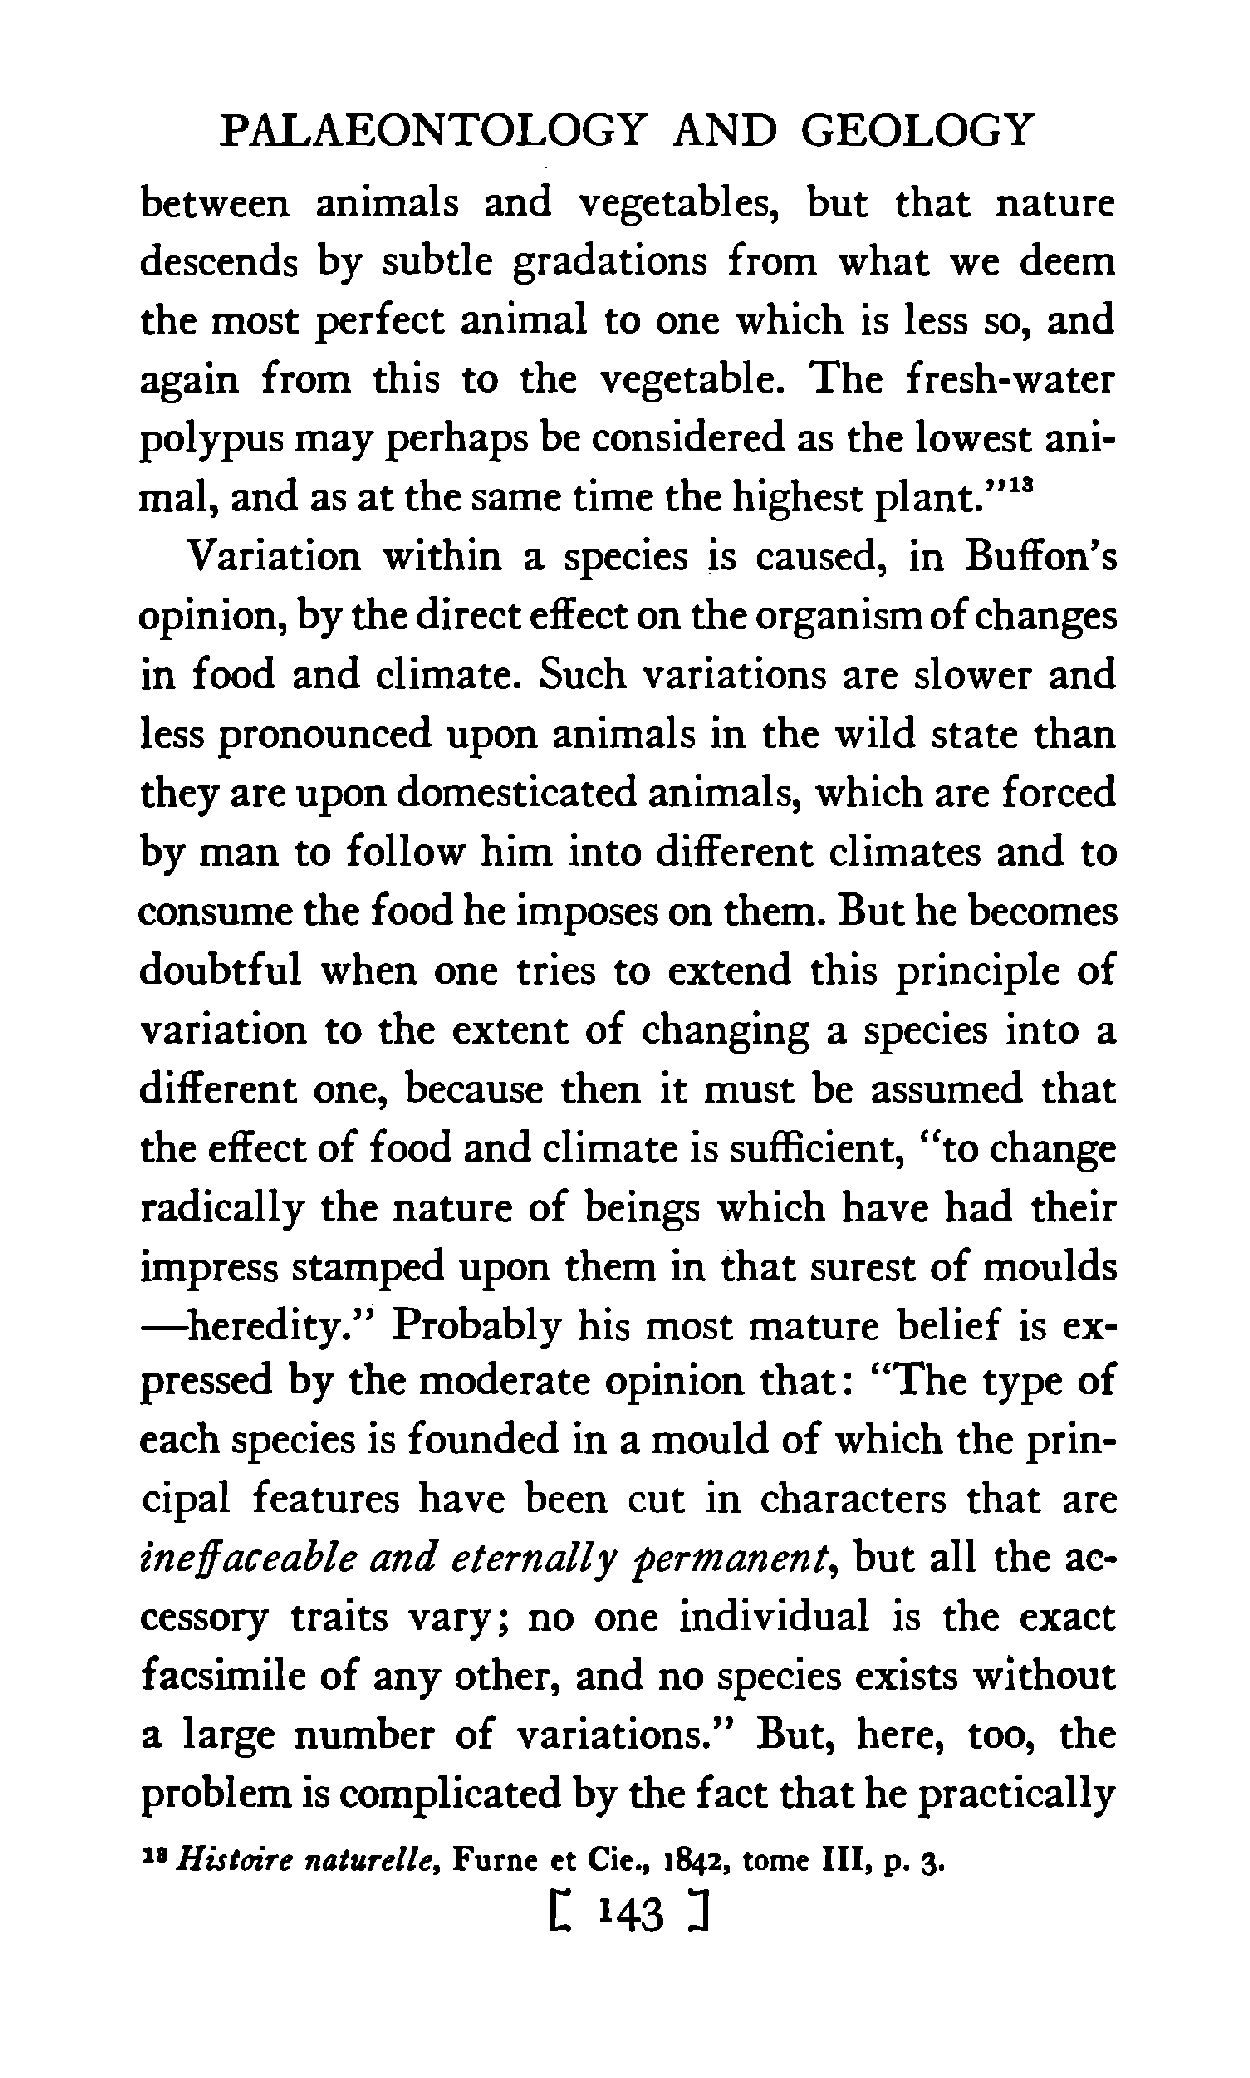 PALAEONTOLOGY AND GEOLOGY
between animals and vegetables, but that nature
descends by subtle gradations from what we deem
the most perfect animal to one which is less so, and
again from this to the vegetable. The fresh-water
polypus may perhaps be considered as the lowest ani-
mal, and as at the same time the highest plant."¹³
Variation within a species is caused, in Buffon's
opinion, by the direct effect on the organism of changes
in food and climate. Such variations are slower and
less pronounced upon animals in the wild state than
they are upon domesticated animals, which are forced
by man to follow him into different climates and to
consume the food he imposes on them. But he becomes
doubtful when one tries to extend this principle of
variation to the extent of changing a species into a
different one, because then it must be assumed that
the effect of food and climate is sufficient, "to change
radically the nature of beings which have had their
impress stamped upon them in that surest of moulds
—heredity." Probably his most mature belief is ex-
pressed by the moderate opinion that: "The type of
each species is founded in a mould of which the prin-
cipal features have been cut in characters that are
ineffaceable and eternally permanent, but all the ac-
cessory traits vary; no one individual is the exact
facsimile of any other, and no species exists without
a large number of variations." But, here, too, the
problem is complicated by the fact that he practically
¹³ Histoire naturelle, Furne et Cie., 1842, tome III, p. 3.
[ 143 ]